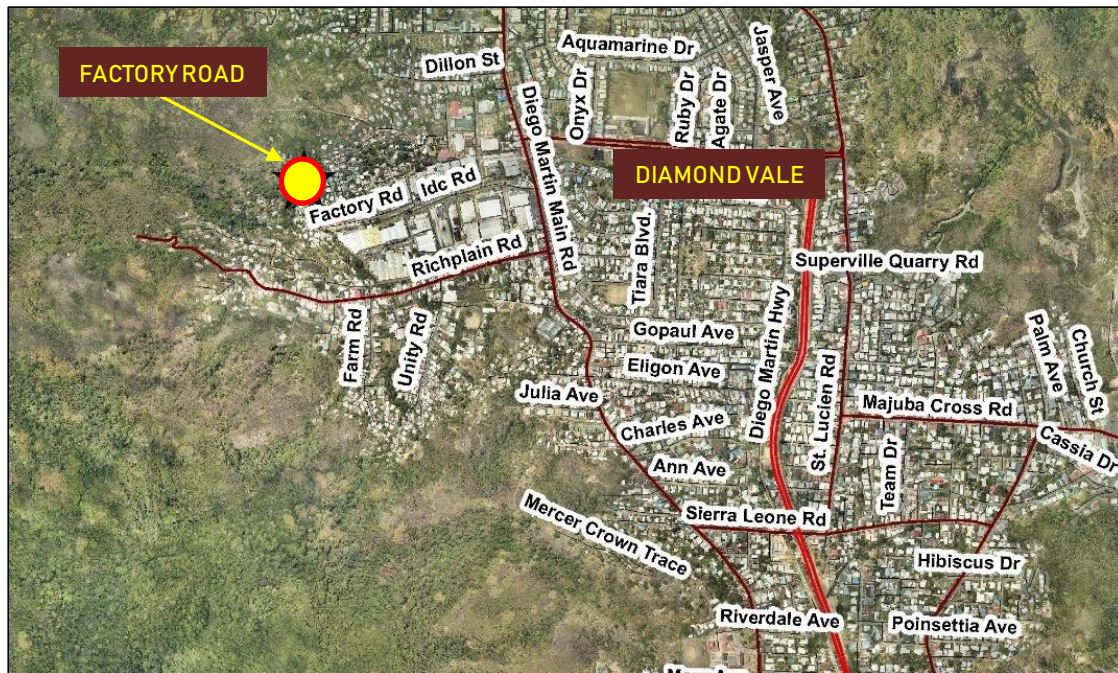 Aquamarine Dr
Jasper Ave
Dillon St
FACTORY ROAD
Onyx Dr
Ruby Dr
Agate Dr
Diego Martin Main Rd
DIAMOND VALE
Idc Rd
Factory Rd
Richplain Rd
Tiara Blvd.
Superville Quarry Rd
Farm Rd
Unity Rd
Gopaul Ave
Diego Martin Hwy
Eligon Ave
Palm Ave
Church St
Julia Ave
St. Lucien Rd
Majuba Cross Rd
Charles Ave
Cassia Dr
Ann Ave
Team Dr
Sierra Leone Rd
Mercer Crown Trace
Hibiscus Dr
Riverdale Ave
Poinsettia Ave